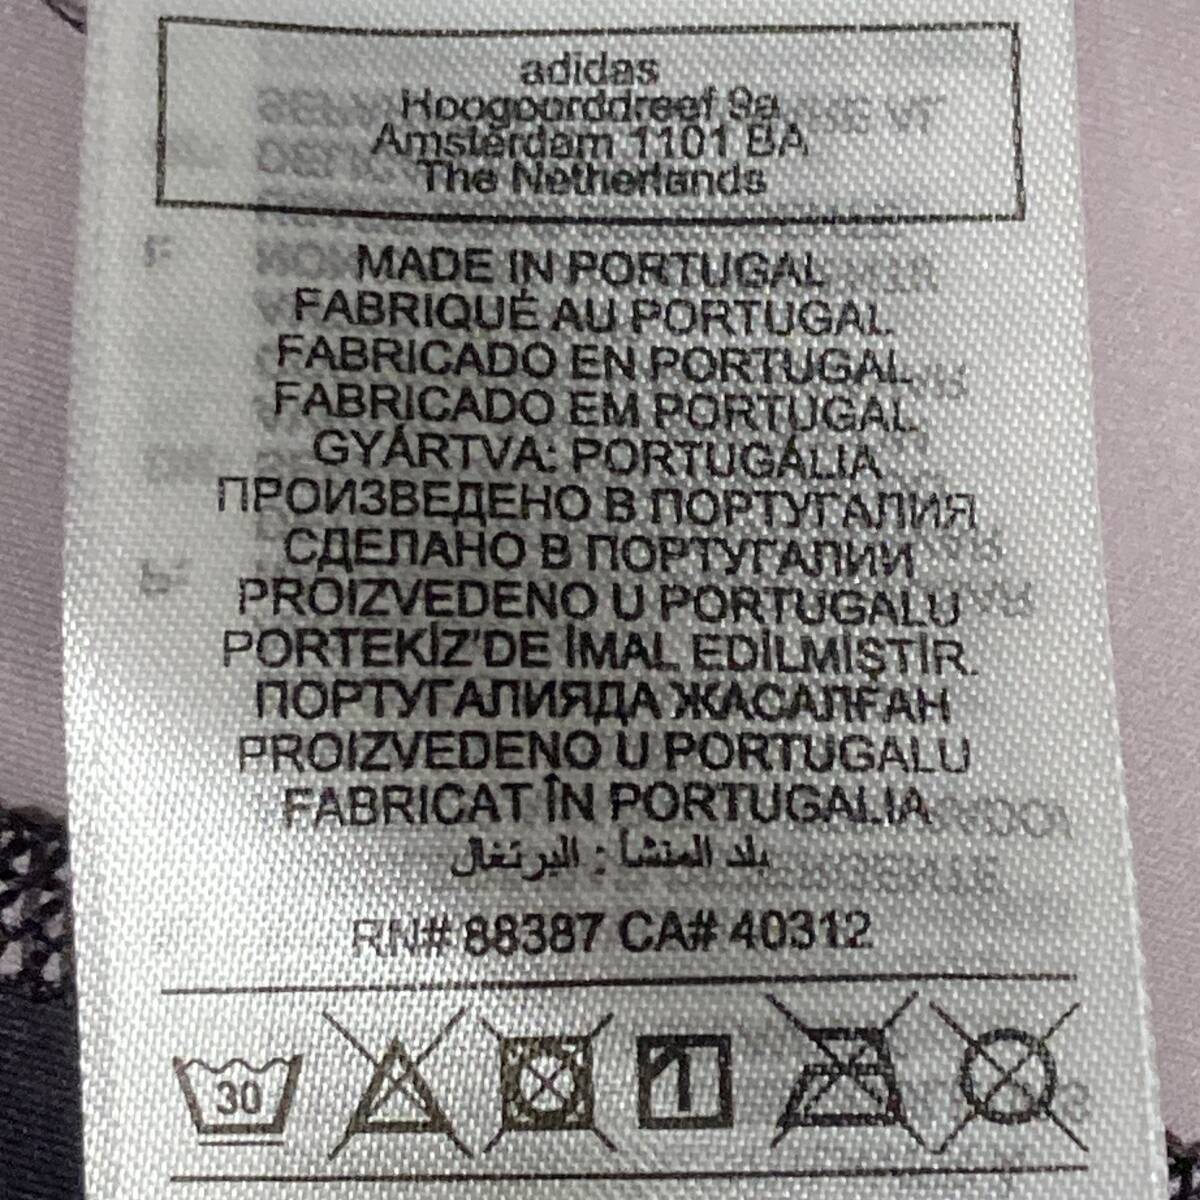 adidas
Hoogoorddreef 9a
Amsterdam 1101 BA
The Netherlands
MADE IN PORTUGAL
FABRIQUÉ AU PORTUGAL
FABRICADO EN PORTUGAL
FABRICADO EM PORTUGAL
GYÁRTVA: PORTUGÁLIA
ПРОИЗВЕДЕНО В ПОРТУГАЛИЯ
СДЕЛАНО В ПОРТУГАЛИИ
PROIZVEDENO U PORTUGALU
PORTEKİZ'DE İMAL EDİLMİŞTİR.
ПОРТУГАЛИЯДА ЖАСАЛҒАН
PROIZVEDENO U PORTUGALU
FABRICAT ÎN PORTUGALIA
بلد المنشأ : البرتغال
RN# 88387 CA# 40312
30